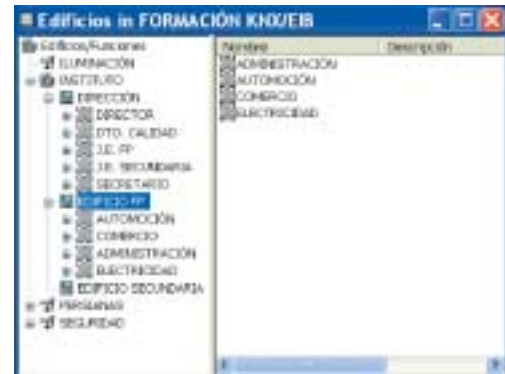 Edificios in FORMACIÓN KNX/EIB
Edificios/Funciones
ILUMINACIÓN
INSTITUTO
DIRECCIÓN
DIRECTOR
DTO. CALIDAD
J.E. FP
J.E. SECUNDARIA
SECRETARIO
EDIFICIO FP
AUTOMOCIÓN
COMERCIO
ADMINISTRACIÓN
ELECTRICIDAD
EDIFICIO SECUNDARIA
PERSIANAS
SEGURIDAD
Nombre Descripción
ADMINISTRACIÓN
AUTOMOCIÓN
COMERCIO
ELECTRICIDAD